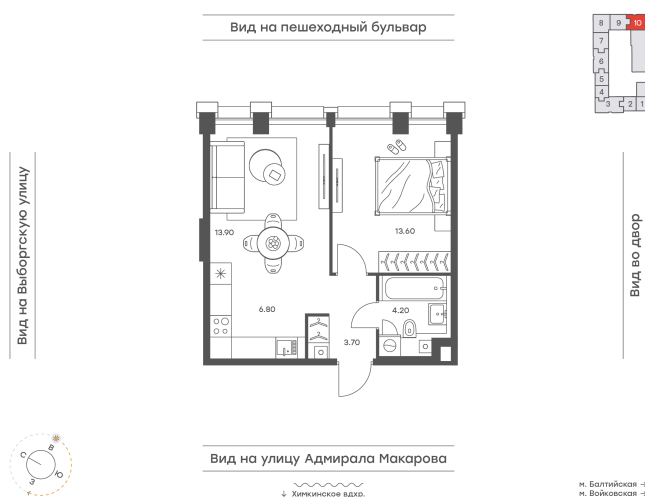 Вид на пешеходный бульвар
8 9 10
7
6
5
4
3 2 1
Вид на Выборгскую улицу
Вид во двор
13.90
13.60
6.80
4.20
3.70
2
2
С В
З Ю
Вид на улицу Адмирала Макарова
↓ Химкинское вдхр.
м. Балтийская
м. Войковская